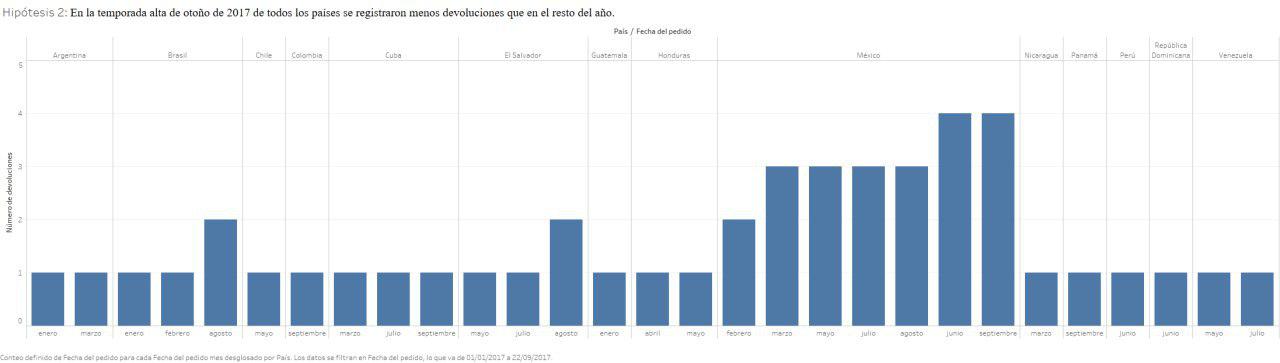 Hipótesis 2: En la temporada alta de otoño de 2017 de todos los países se registraron menos devoluciones que en el resto del año.
País / Fecha del pedido
Argentina Brasil Chile Colombia Cuba El Salvador Guatemala Honduras México Nicaragua Panamá Perú República Dominicana Venezuela
Número de devoluciones
5
4
3
2
1
0
enero marzo enero febrero agosto mayo septiembre marzo julio septiembre mayo julio agosto enero abril mayo febrero marzo mayo julio agosto junio septiembre marzo septiembre junio junio mayo julio
Conteo definido de Fecha del pedido para cada Fecha del pedido mes desglosado por País. Los datos se filtran en Fecha del pedido, lo que va de 01/01/2017 a 22/09/2017.